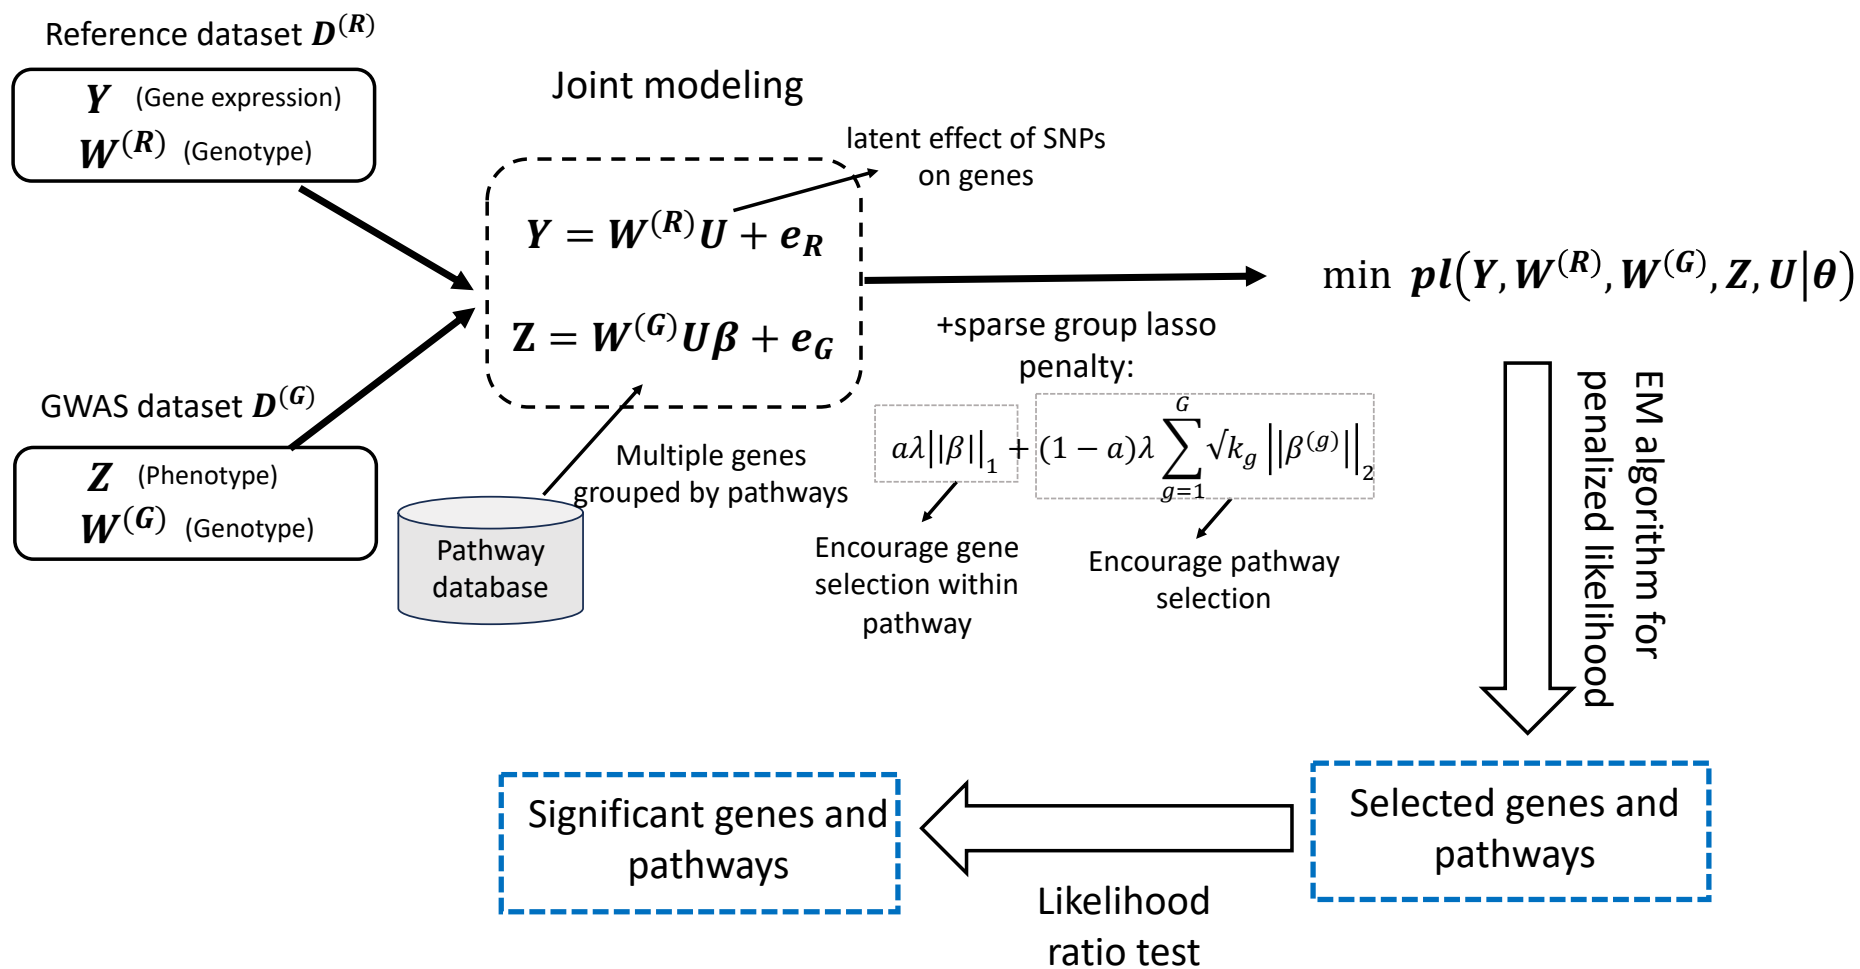 Reference dataset D^(R)
Y (Gene expression)
W^(R) (Genotype)
GWAS dataset D^(G)
Z (Phenotype)
W^(G) (Genotype)
Joint modeling
latent effect of SNPs
on genes
Y = W^(R)U + e_R
Z = W^(G)Uβ + e_G
Multiple genes
grouped by pathways
Pathway
database
+sparse group lasso
penalty:
aλ||β||_1 + (1 − a)λ ∑_{g=1}^{G} √k_g ||β^(g)||_2
Encourage gene
selection within
pathway
Encourage pathway
selection
min pl(Y, W^(R), W^(G), Z, U|θ)
EM algorithm for
penalized likelihood
Selected genes and
pathways
Likelihood
ratio test
Significant genes and
pathways